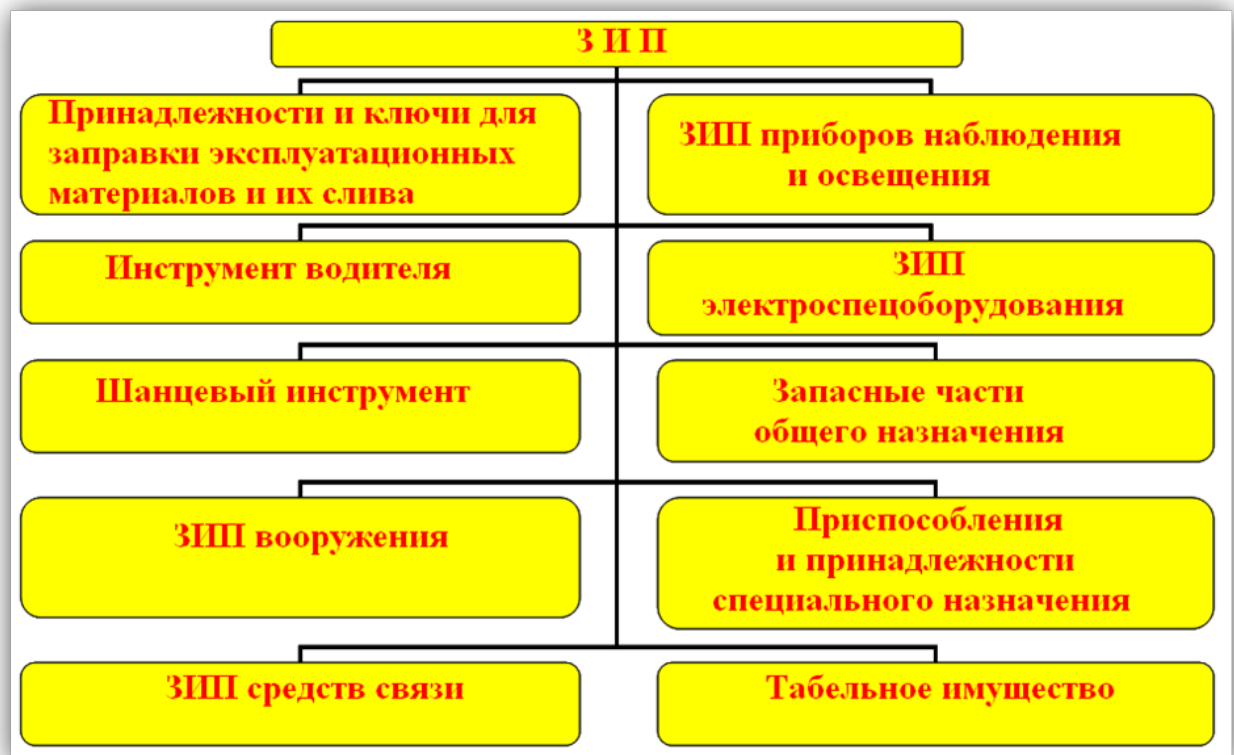 З И П
Принадлежности и ключи для
заправки эксплуатационных
материалов и их слива
ЗИП приборов наблюдения
и освещения
Инструмент водителя
ЗИП
электроспецоборудования
Шанцевый инструмент
Запасные части
общего назначения
ЗИП вооружения
Приспособления
и принадлежности
специального назначения
ЗИП средств связи
Табельное имущество